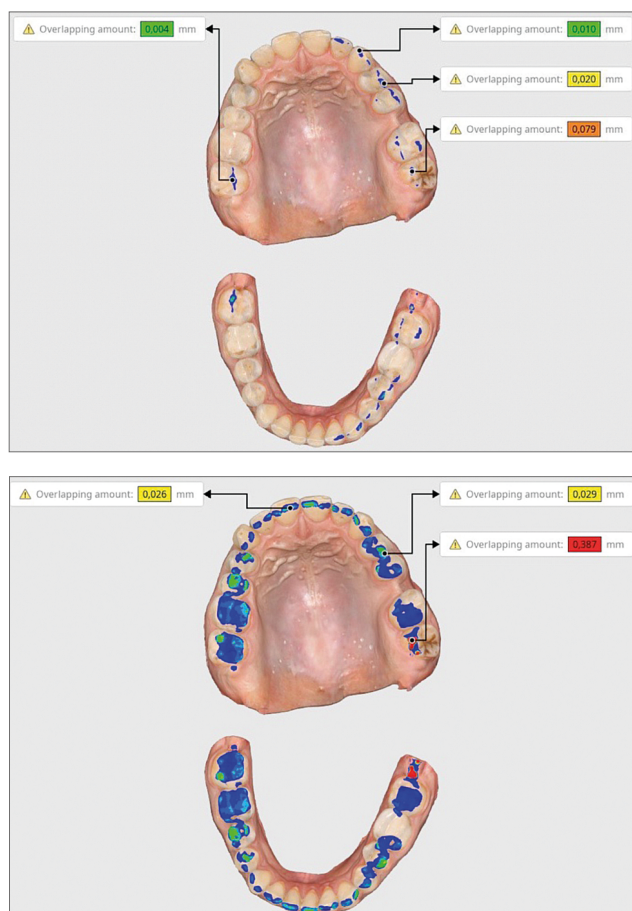 Overlapping amount: 0,004 mm
Overlapping amount: 0,010 mm
Overlapping amount: 0,020 mm
Overlapping amount: 0,079 mm
Overlapping amount: 0,026 mm
Overlapping amount: 0,029 mm
Overlapping amount: 0,387 mm